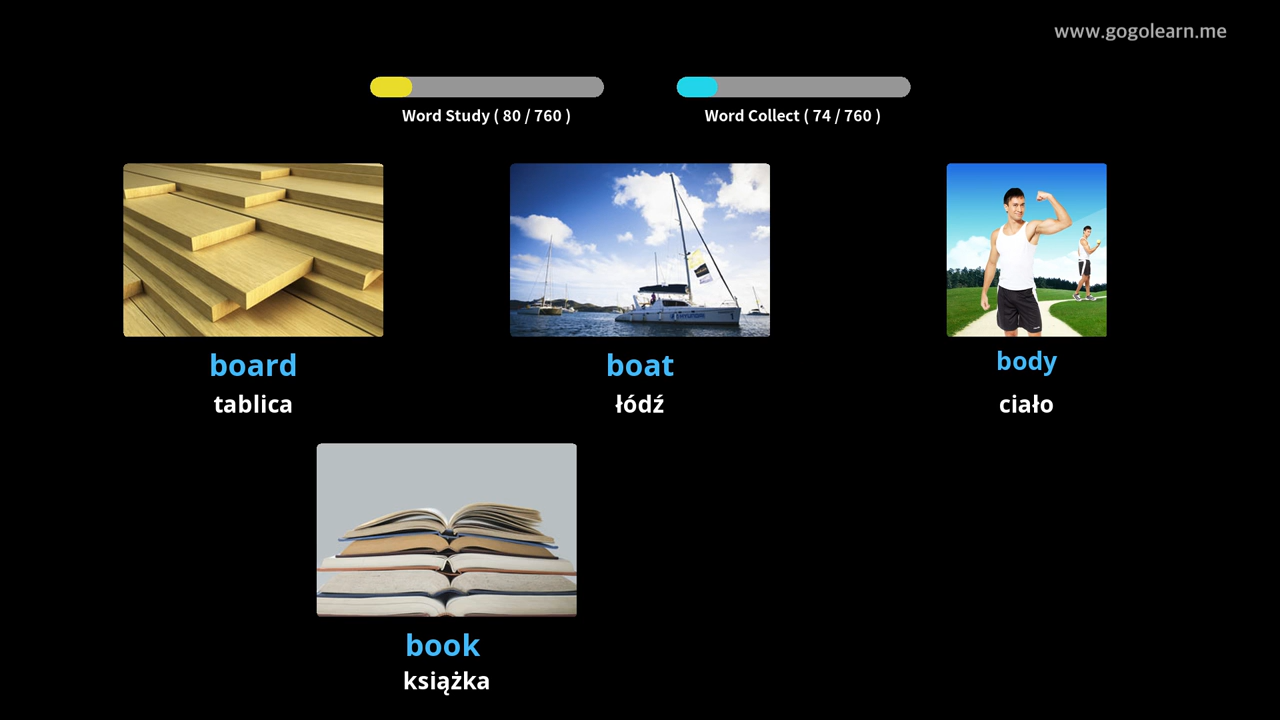 www.gogolearn.me
Word Study ( 80 / 760 )
Word Collect ( 74 / 760 )
board
tablica
boat
łódź
body
ciało
book
książka